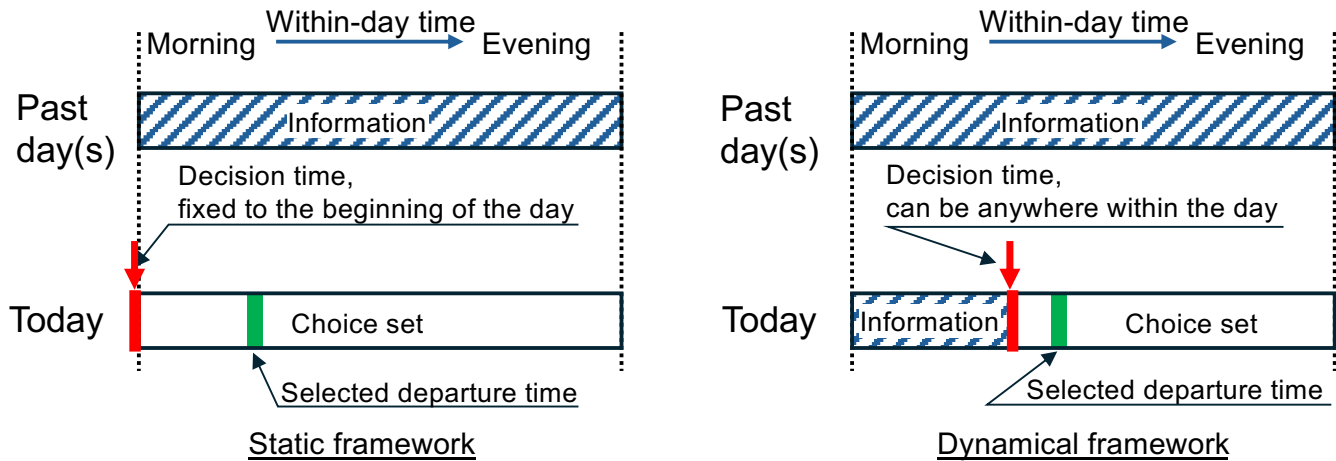 Within-day time
Morning
Evening
Past
day(s)
Information
Decision time,
fixed to the beginning of the day
Today
Choice set
Selected departure time
Static framework
Within-day time
Morning
Evening
Past
day(s)
Information
Decision time,
can be anywhere within the day
Today
Information
Choice set
Selected departure time
Dynamical framework